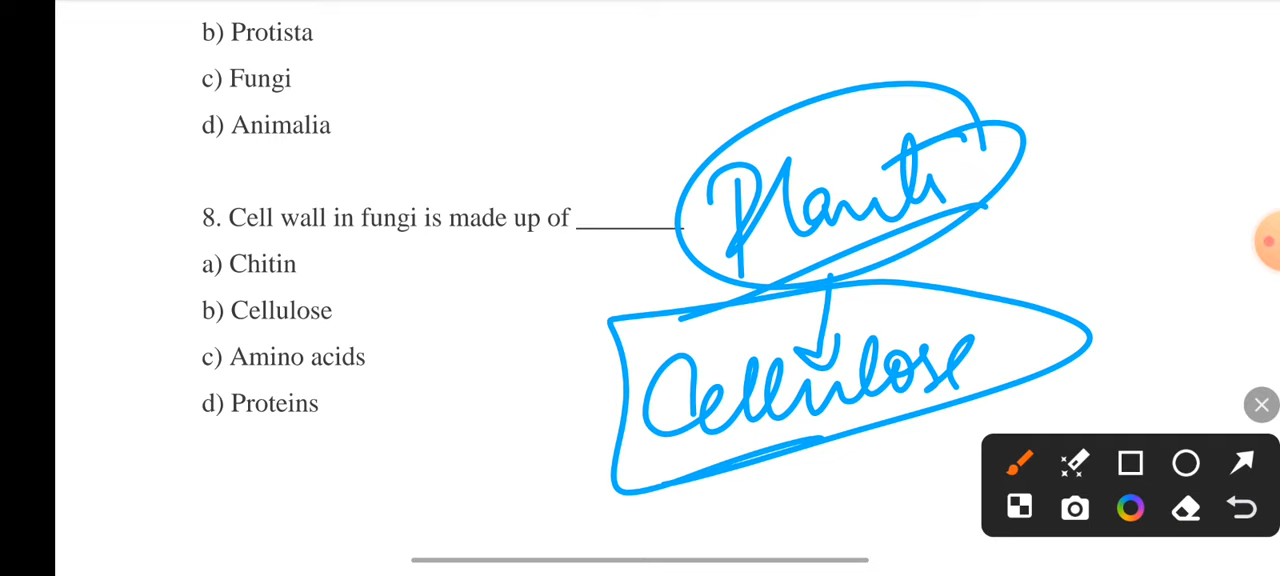 b) Protista
c) Fungi
d) Animalia
Plants
8. Cell wall in fungi is made up of ________
a) Chitin
b) Cellulose
Cellulose
c) Amino acids
d) Proteins